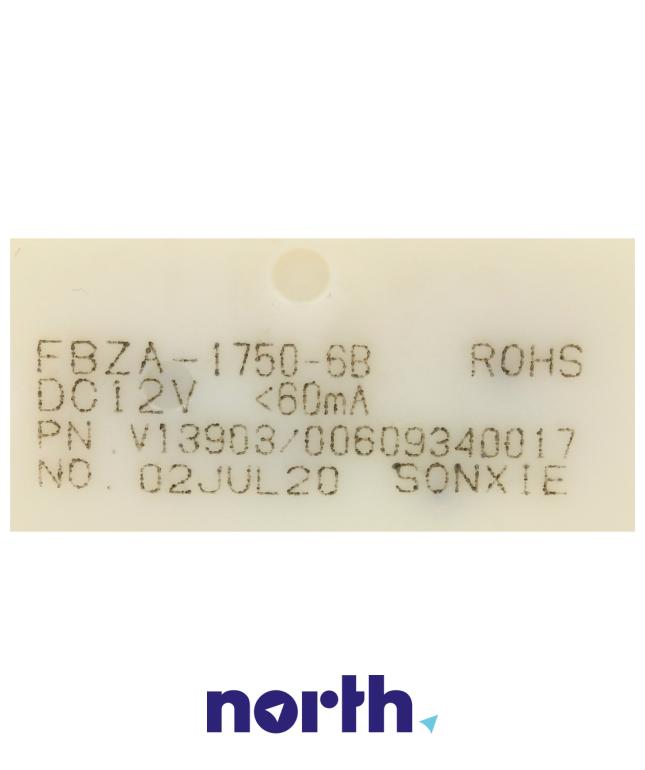 FBZA-1750-6B ROHS
DC12V <60mA
PN. V13903/00609340017
NO. 02JUL20 SONXIE
north